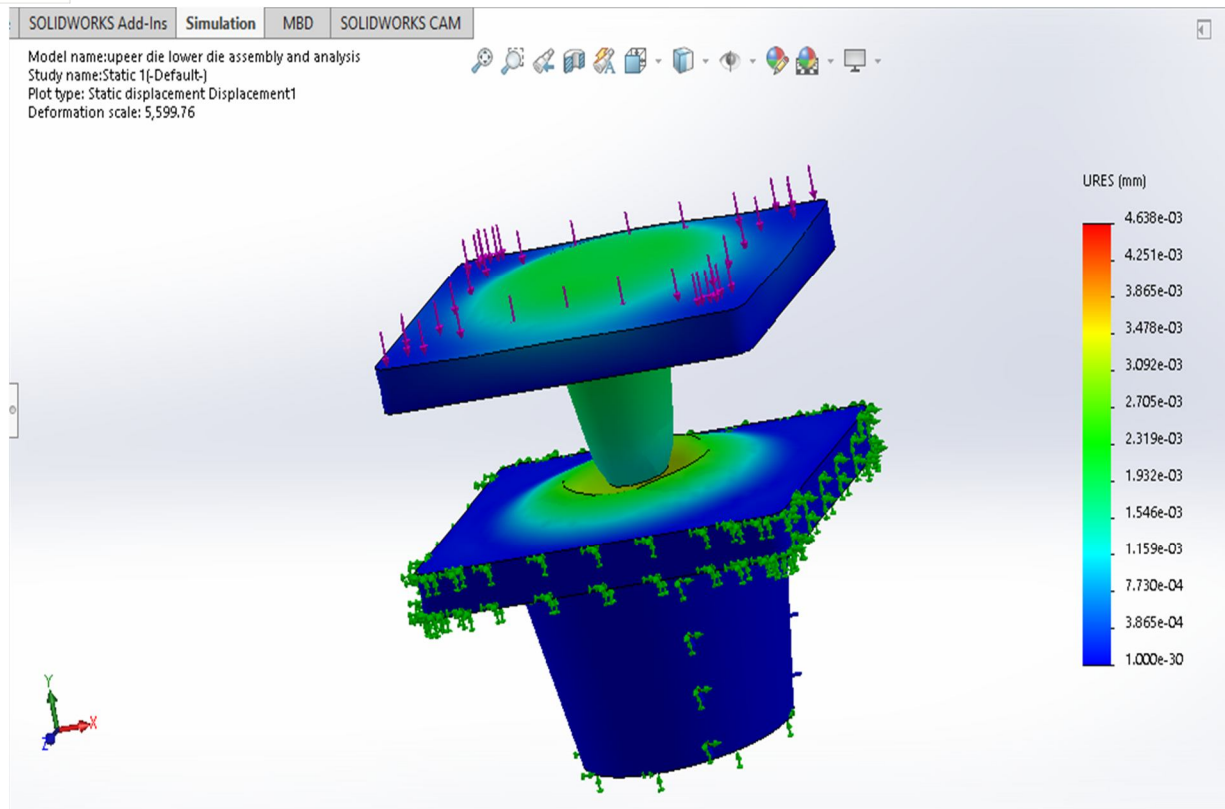 SOLIDWORKS Add-Ins Simulation MBD SOLIDWORKS CAM
Model name:upeer die lower die assembly and analysis
Study name:Static 1(-Default-)
Plot type: Static displacement Displacement1
Deformation scale: 5,599.76
URES (mm)
4.638e-03
4.251e-03
3.865e-03
3.478e-03
3.092e-03
2.705e-03
2.319e-03
1.932e-03
1.546e-03
1.159e-03
7.730e-04
3.865e-04
1.000e-30
Y
X
Z